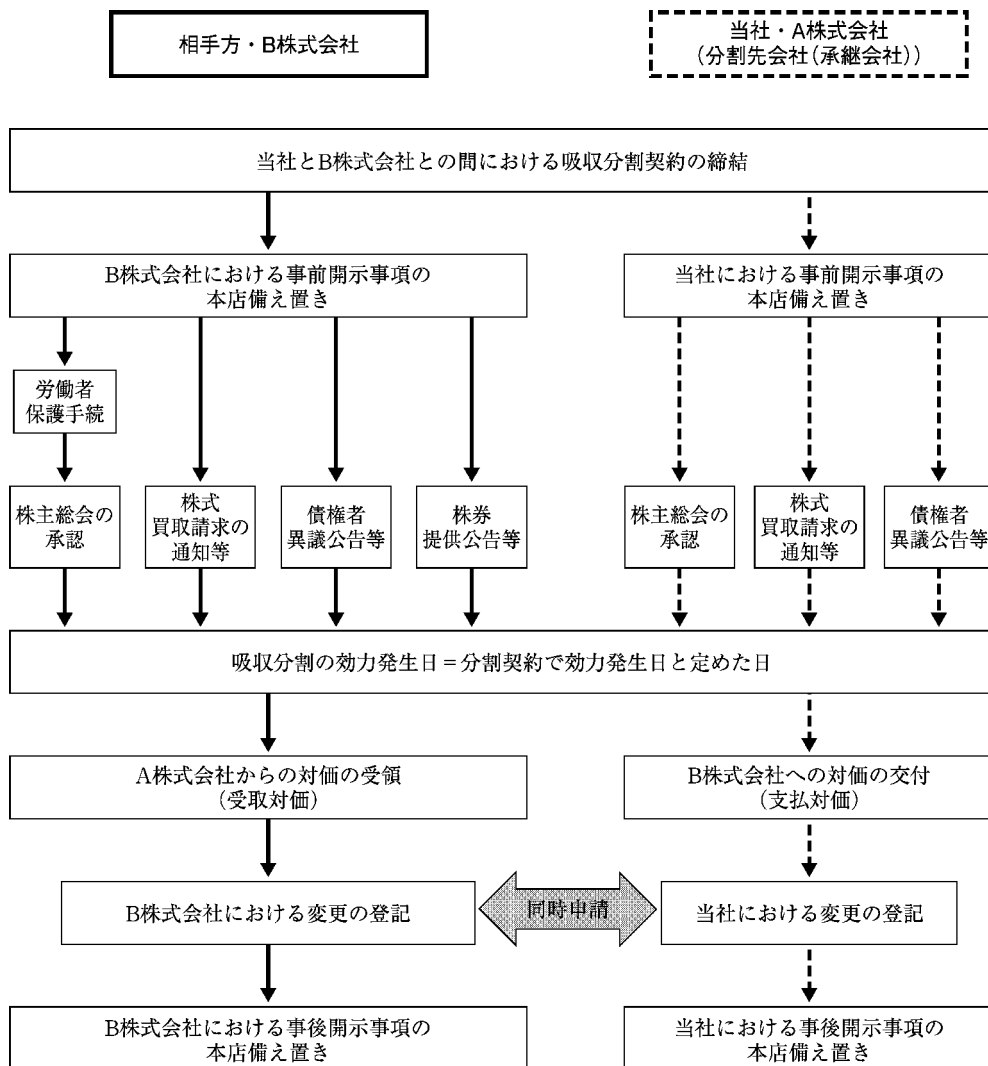 相手方・B株式会社
当社・A株式会社
(分割先会社(承継会社))
当社とB株式会社との間における吸収分割契約の締結
B株式会社における事前開示事項の
本店備え置き
当社における事前開示事項の
本店備え置き
労働者
保護手続
株主総会の
承認
株式
買取請求の
通知等
債権者
異議公告等
株券
提供公告等
株主総会の
承認
株式
買取請求の
通知等
債権者
異議公告等
吸収分割の効力発生日=分割契約で効力発生日と定めた日
A株式会社からの対価の受領
(受取対価)
B株式会社への対価の交付
(支払対価)
B株式会社における変更の登記
同時申請
当社における変更の登記
B株式会社における事後開示事項の
本店備え置き
当社における事後開示事項の
本店備え置き